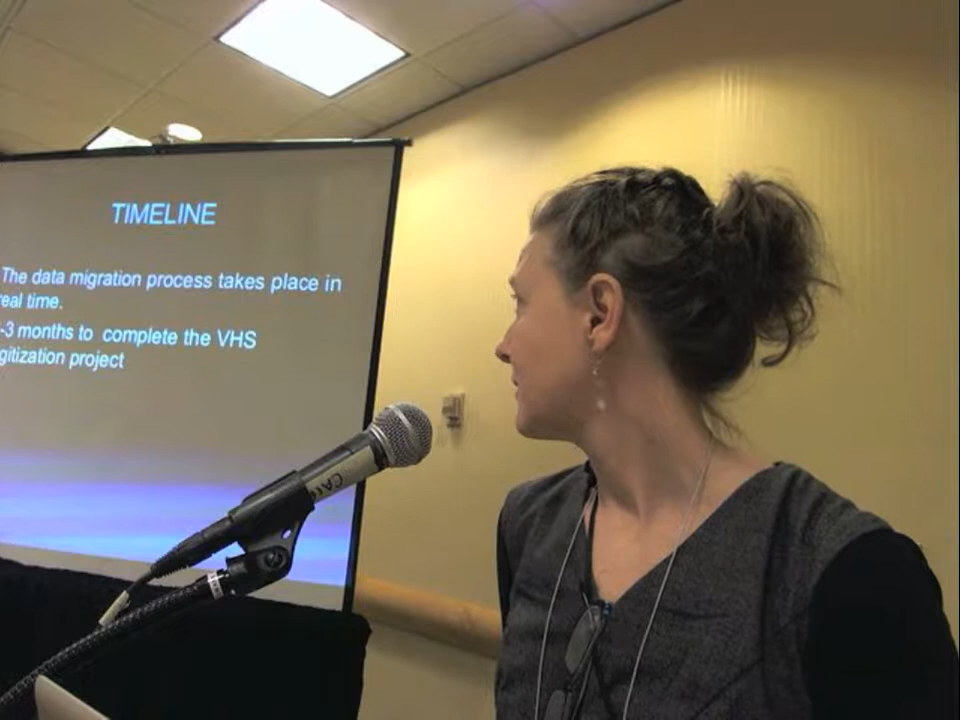 TIMELINE
The data migration process takes place in
real time.
-3 months to complete the VHS
gitization project